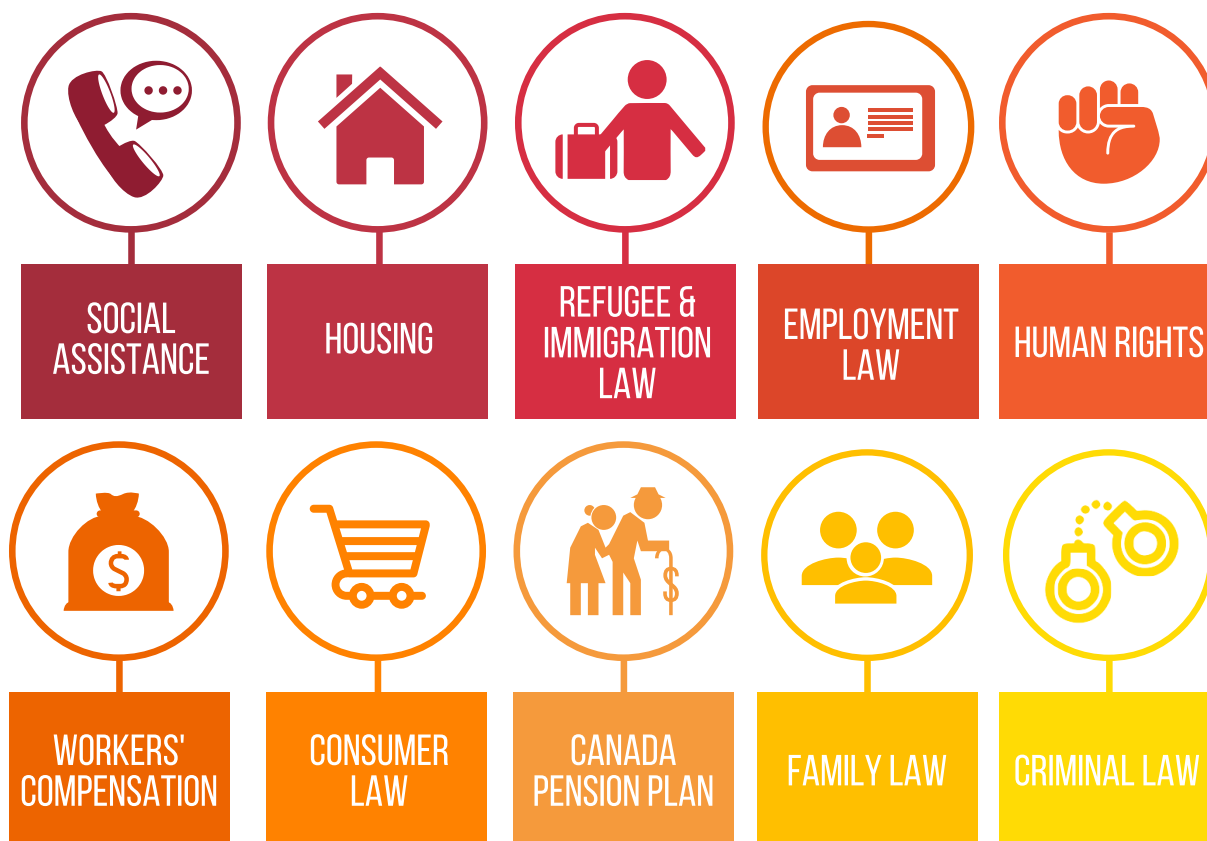 SOCIAL
ASSISTANCE
HOUSING
REFUGEE &
IMMIGRATION
LAW
EMPLOYMENT
LAW
HUMAN RIGHTS
$
$
WORKERS'
COMPENSATION
CONSUMER
LAW
CANADA
PENSION PLAN
FAMILY LAW
CRIMINAL LAW